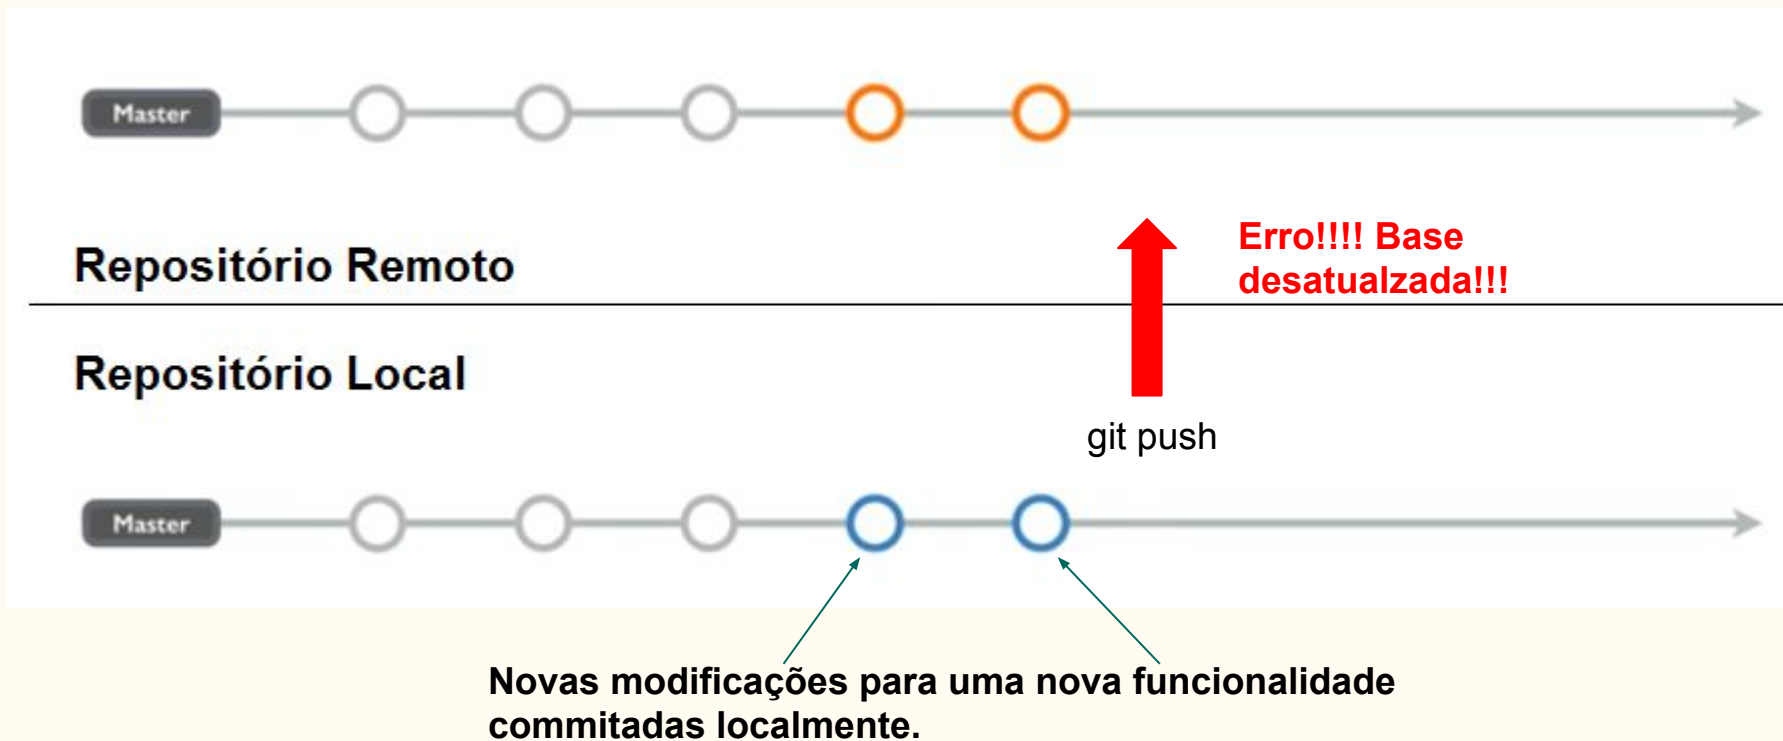 Master
Erro!!!! Base
desatualzada!!!
Repositório Remoto
Repositório Local
git push
Master
Novas modificações para uma nova funcionalidade
commitadas localmente.